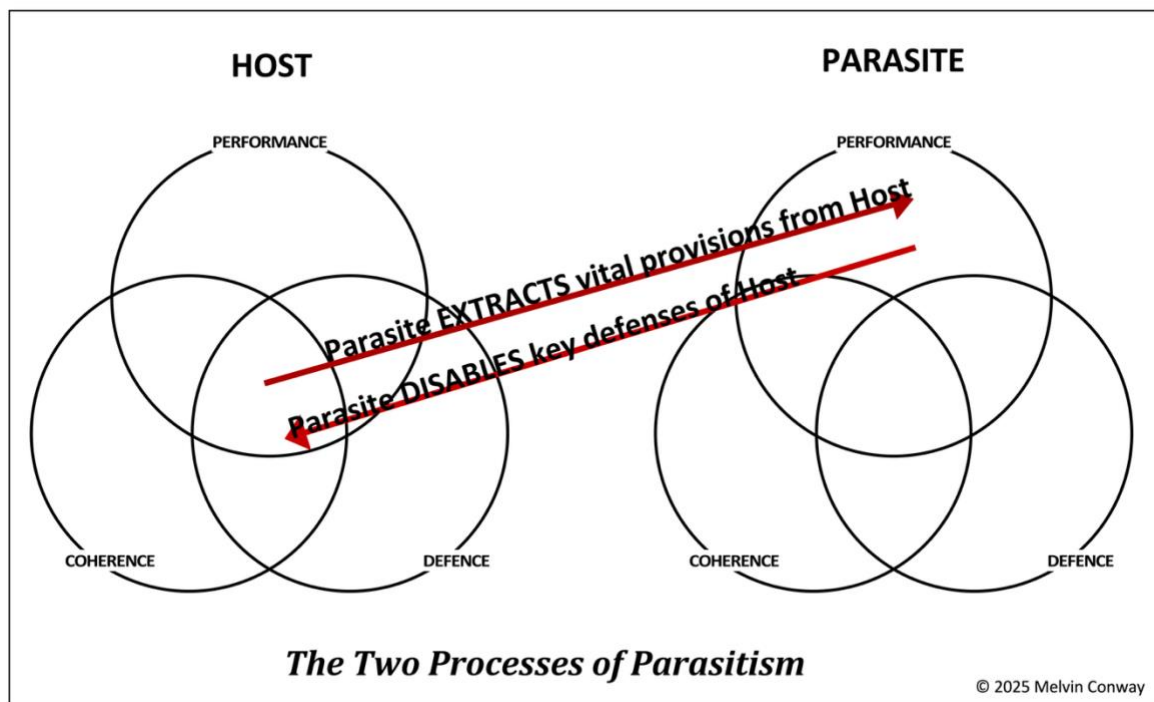 HOST
PARASITE
PERFORMANCE
PERFORMANCE
Parasite EXTRACTS vital provisions from Host
Parasite DISABLES key defenses of Host
COHERENCE
DEFENCE
COHERENCE
DEFENCE
The Two Processes of Parasitism
© 2025 Melvin Conway